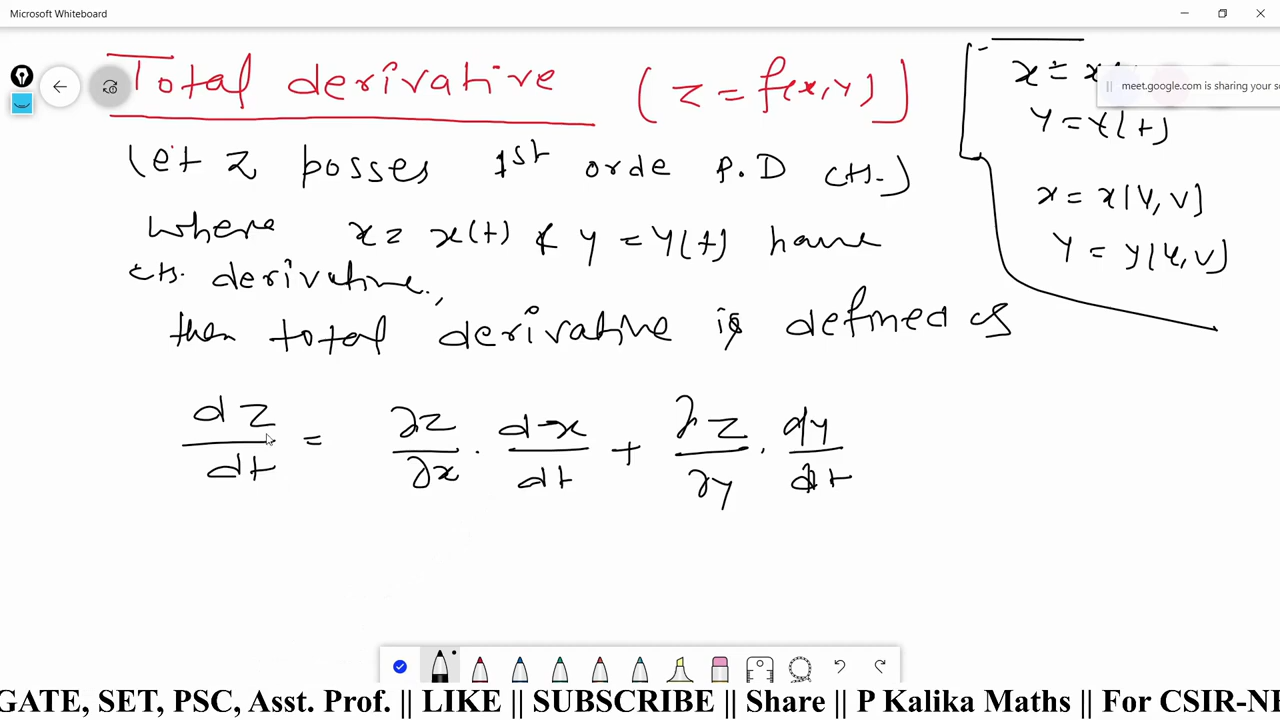 Microsoft Whiteboard
Total derivative (z = f(x,y)]
x =
meet.google.com is sharing your s
Y = Y(t)
(let Z posses 1st orde P.D cts.)
x = x(U,V]
where x= x(t) & y = Y(t) have
Y = y(U,V]
cts. derivative,
then total derivative is defined as
dz/dt = ∂z/∂x . dx/dt + ∂z/∂y . dy/dt
GATE, SET, PSC, Asst. Prof. || LIKE || SUBSCRIBE || Share || P Kalika Maths || For CSIR-NE